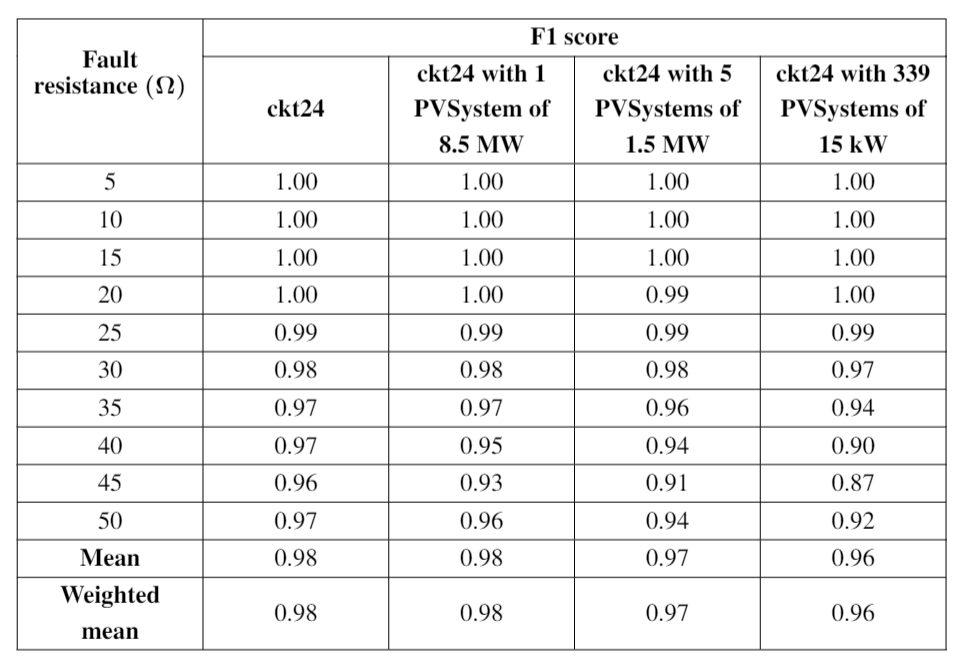 Fault
resistance (Ω)
F1 score
ckt24
ckt24 with 1
PVSystem of
8.5 MW
ckt24 with 5
PVSystems of
1.5 MW
ckt24 with 339
PVSystems of
15 kW
5 1.00 1.00 1.00 1.00
10 1.00 1.00 1.00 1.00
15 1.00 1.00 1.00 1.00
20 1.00 1.00 0.99 1.00
25 0.99 0.99 0.99 0.99
30 0.98 0.98 0.98 0.97
35 0.97 0.97 0.96 0.94
40 0.97 0.95 0.94 0.90
45 0.96 0.93 0.91 0.87
50 0.97 0.96 0.94 0.92
Mean 0.98 0.98 0.97 0.96
Weighted
mean
0.98 0.98 0.97 0.96